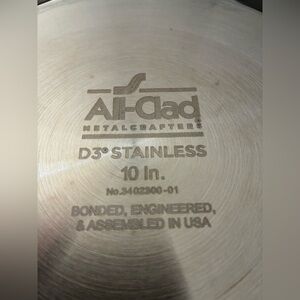 All-Clad
METALCRAFTERS
D3® STAINLESS
10 In.
No.3402300-01
BONDED, ENGINEERED,
& ASSEMBLED IN USA